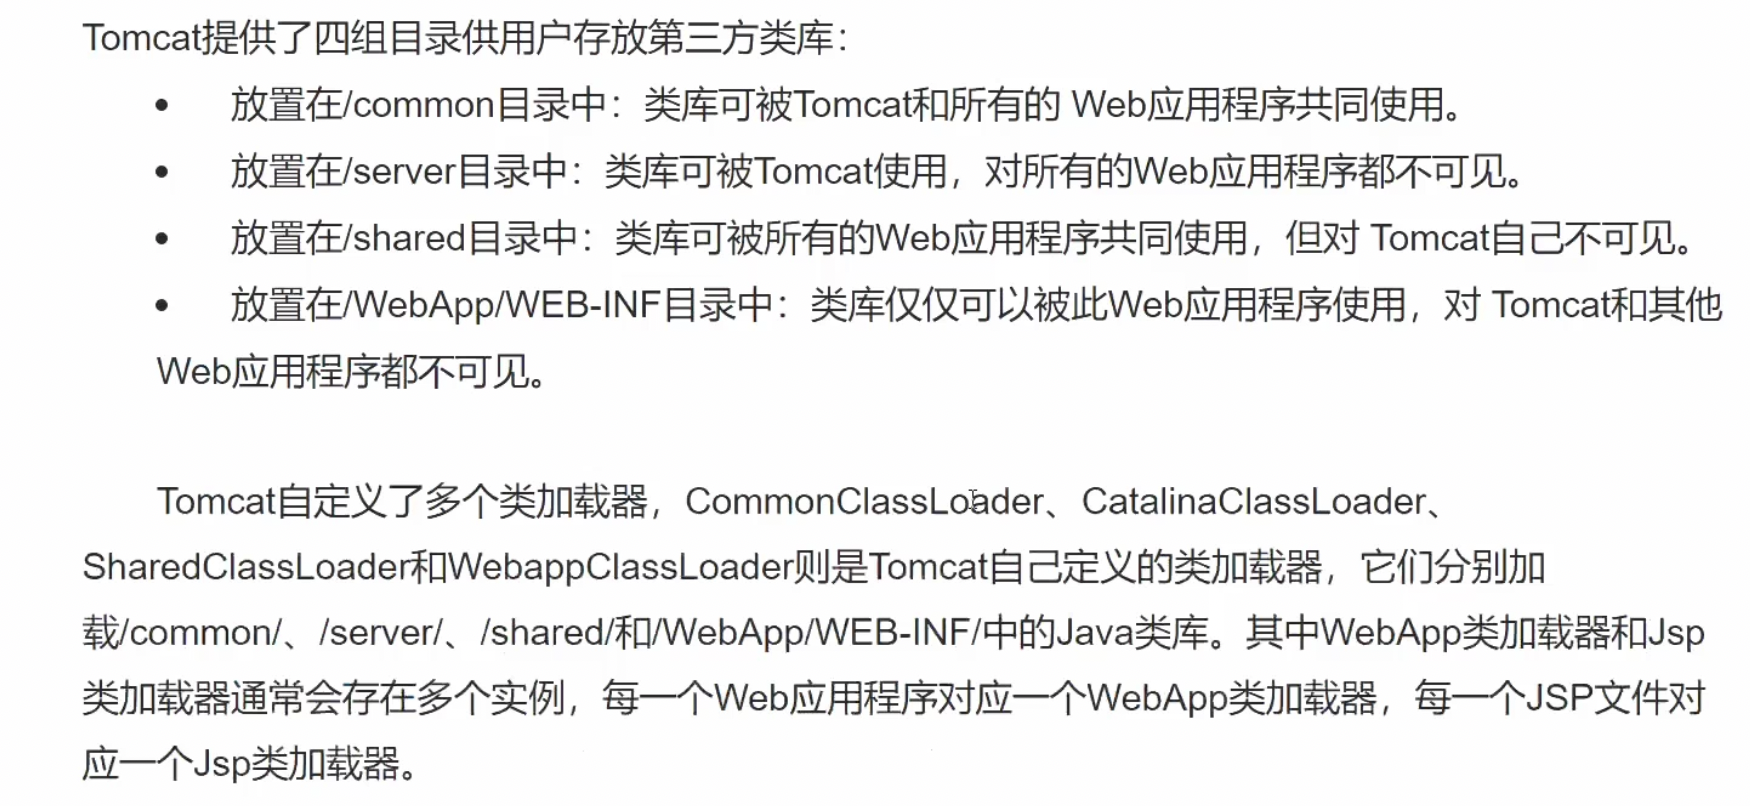 Tomcat提供了四组目录供用户存放第三方类库：
• 放置在/common目录中：类库可被Tomcat和所有的 Web应用程序共同使用。
• 放置在/server目录中：类库可被Tomcat使用，对所有的Web应用程序都不可见。
• 放置在/shared目录中：类库可被所有的Web应用程序共同使用，但对 Tomcat自己不可见。
• 放置在/WebApp/WEB-INF目录中：类库仅仅可以被此Web应用程序使用，对 Tomcat和其他
Web应用程序都不可见。
Tomcat自定义了多个类加载器，CommonClassLoader、CatalinaClassLoader、
SharedClassLoader和WebappClassLoader则是Tomcat自己定义的类加载器，它们分别加
载/common/、/server/、/shared/和/WebApp/WEB-INF/中的Java类库。其中WebApp类加载器和Jsp
类加载器通常会存在多个实例，每一个Web应用程序对应一个WebApp类加载器，每一个JSP文件对
应一个Jsp类加载器。